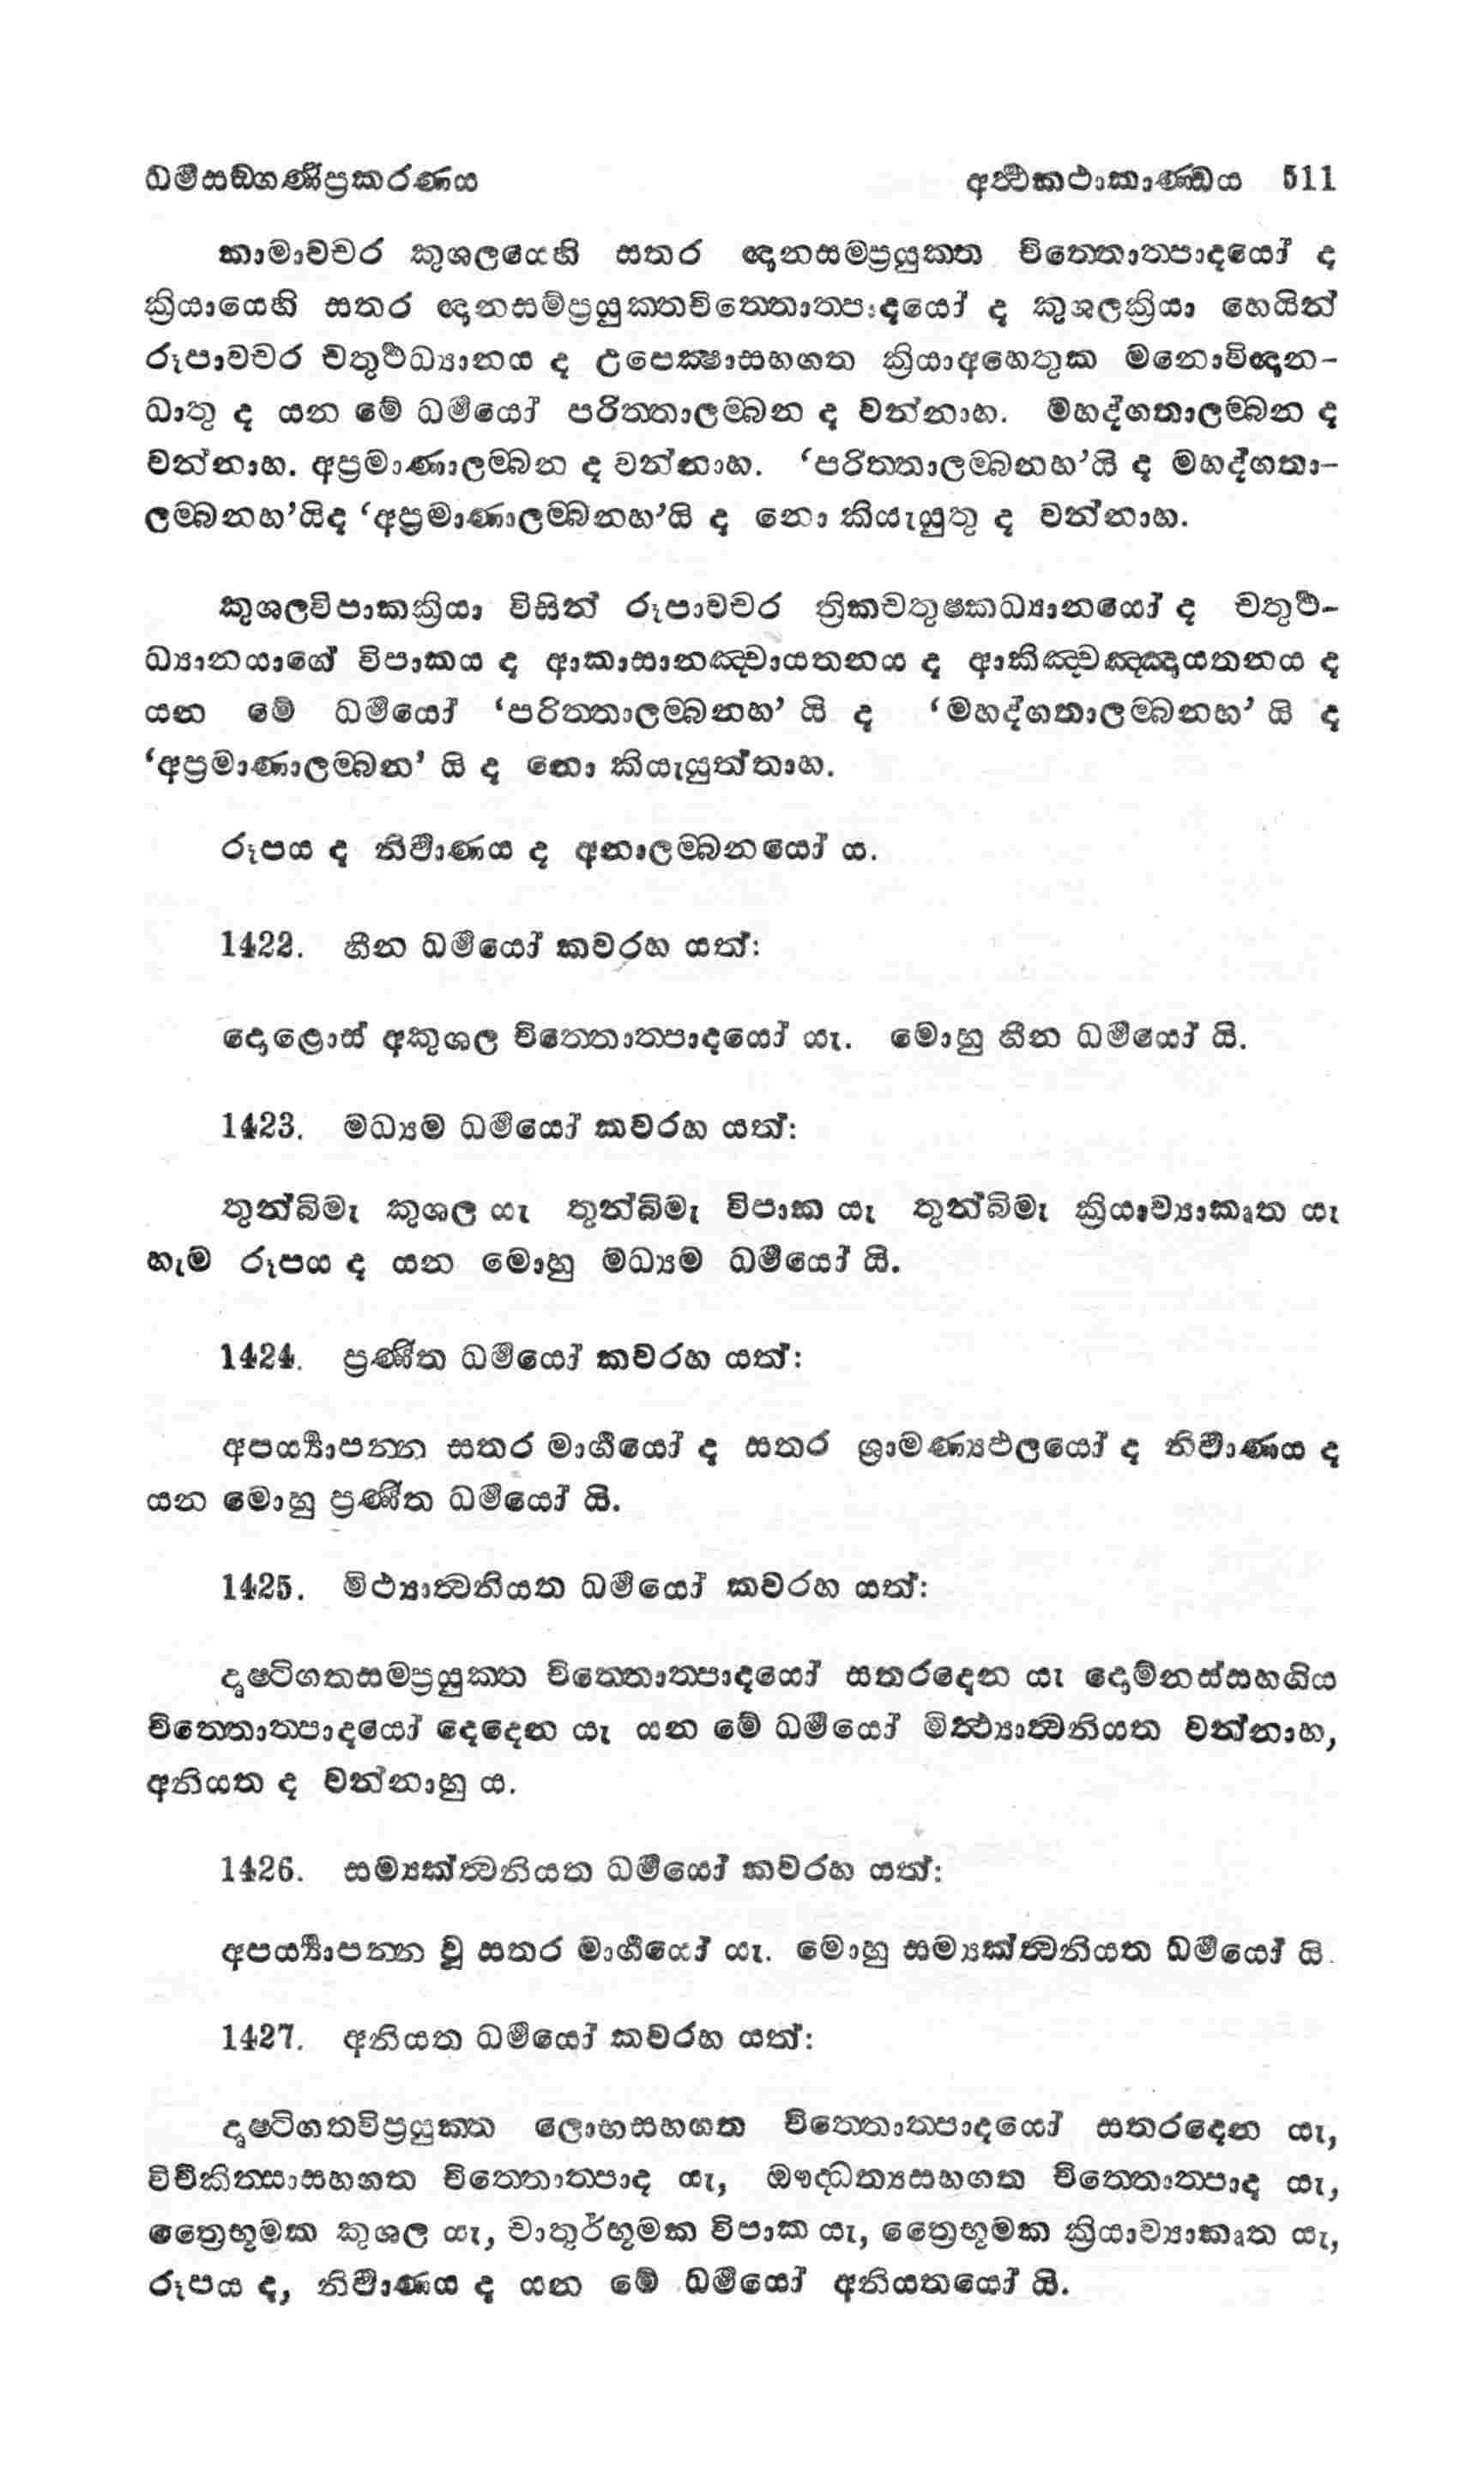 ධර්මසඞ්ගණීප්‍රකරණය අර්ත්‍ථකථාකාණ්ඩය 511
කාමාවචර කුශලයෙහි සතර ඥානසම්ප්‍රයුක්ත චිත්තොත්පාදයෝ ද
ක්‍රියායෙහි සතර ඥානසම්ප්‍රයුක්තචිත්තොත්පාදයෝ ද කුශලක්‍රියා හෙයින්
රූපාවචර චතුර්ථධ්‍යානය ද උපෙක්ෂාසහගත ක්‍රියාඅහෙතුක මනොවිඥාන-
ධාතු ද යන මේ ධර්මයෝ පරිත්තාලම්බන ද වන්නාහ. මහද්ගතාලම්බන ද
වන්නාහ. අප්‍රමාණාලම්බන ද වන්නාහ. ‘පරිත්තාලම්බනහ’යි ද මහද්ගතා-
ලම්බනහ’යිද ‘අප්‍රමාණාලම්බනහ’යි ද නො කියැයුතු ද වන්නාහ.
කුශලවිපාකක්‍රියා විසින් රූපාවචර ත්‍රිකචතුෂ්කධ්‍යානයෝ ද චතුර්ථ-
ධ්‍යානයාගේ විපාකය ද ආකාසානඤ්චායතනය ද ආකිඤ්චඤ්ඤායතනය ද
යන මේ ධර්මයෝ ‘පරිත්තාලම්බනහ’ යි ද ‘මහද්ගතාලම්බනහ’ යි ද
‘අප්‍රමාණාලම්බන’ යි ද නො කියැයුත්තාහ.
රූපය ද නිර්වාණය ද අනාලම්බනයෝ ය.
1422. හීන ධර්මයෝ කවරහ යත්:
දොළොස් අකුශල චිත්තොත්පාදයෝ යැ. මොහු හීන ධර්මයෝ යි.
1423. මධ්‍යම ධර්මයෝ කවරහ යත්:
තුන්බිමැ කුශල යැ තුන්බිමැ විපාක යැ තුන්බිමැ ක්‍රියාව්‍යාකෘත යැ
හැම රූපය ද යන මොහු මධ්‍යම ධර්මයෝ යි.
1424. ප්‍රණීත ධර්මයෝ කවරහ යත්:
අපර්‍ය්‍යාපන්න සතර මාර්ගයෝ ද සතර ශ්‍රාමණ්‍යඵලයෝ ද නිර්වාණය ද
යන මොහු ප්‍රණීත ධර්මයෝ යි.
1425. මිථ්‍යාත්වනියත ධර්මයෝ කවරහ යත්:
දෘෂ්ටිගතසම්ප්‍රයුක්ත චිත්තොත්පාදයෝ සතරදෙන යැ දොම්නස්සහගිය
චිත්තොත්පාදයෝ දෙදෙන යැ යන මේ ධර්මයෝ මිත්‍ථ්‍යාත්වනියත වන්නාහ,
අනියත ද වන්නාහු ය.
1426. සම්‍යක්ත්වනියත ධර්මයෝ කවරහ යත්:
අපර්‍ය්‍යාපන්න වූ සතර මාර්ගයෝ යැ. මොහු සම්‍යක්ත්වනියත ධර්මයෝ යි.
1427. අනියත ධර්මයෝ කවරහ යත්:
දෘෂ්ටිගතවිප්‍රයුක්ත ලොභසහගත චිත්තොත්පාදයෝ සතරදෙන යැ,
විචිකිත්සාසහගත චිත්තොත්පාද යැ, ඖද්ධත්‍යසහගත චිත්තොත්පාද යැ,
ත්‍රෛභූමක කුශල යැ, චාතුර්භූමක විපාක යැ, ත්‍රෛභූමක ක්‍රියාව්‍යාකෘත යැ,
රූපය ද, නිර්වාණය ද යන මේ ධර්මයෝ අනියතයෝ යි.